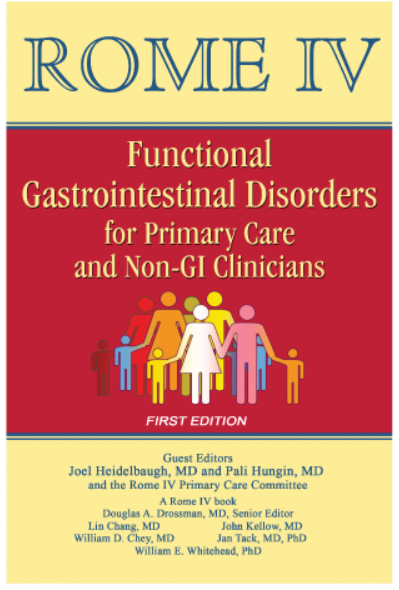 ROME IV
Functional
Gastrointestinal Disorders
for Primary Care
and Non-GI Clinicians
FIRST EDITION
Guest Editors
Joel Heidelbaugh, MD and Pali Hungin, MD
and the Rome IV Primary Care Committee
A Rome IV book
Douglas A. Drossman, MD, Senior Editor
Lin Chang, MD John Kellow, MD
William D. Chey, MD Jan Tack, MD, PhD
William E. Whitehead, PhD